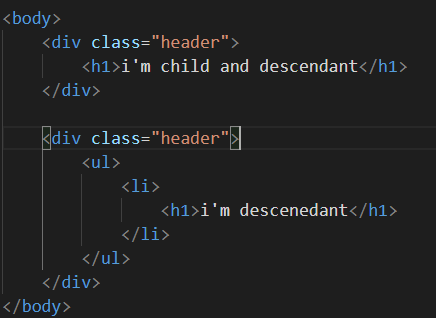 <body>
<div class="header">
<h1>i'm child and descendant</h1>
</div>
<div class="header">
<ul>
<li>
<h1>i'm descenedant</h1>
</li>
</ul>
</div>
</body>